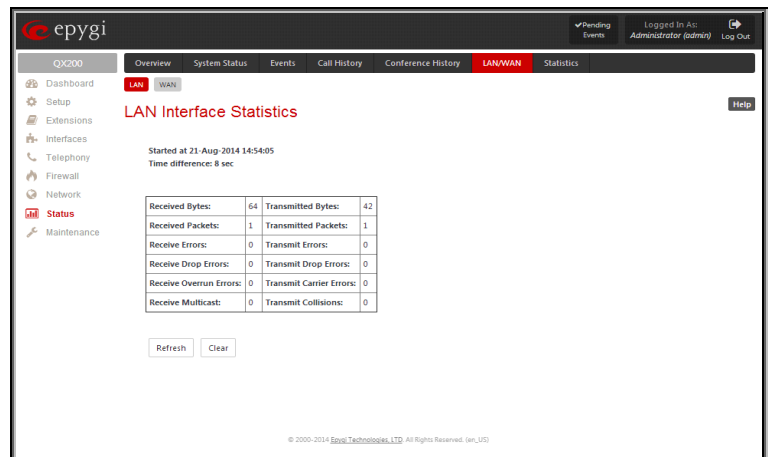 epygi
✔Pending Events
Logged In As: Administrator (admin)
Log Out
QX200
Overview System Status Events Call History Conference History LAN/WAN Statistics
Dashboard
Setup
Extensions
Interfaces
Telephony
Firewall
Network
Status
Maintenance
LAN WAN
Help
LAN Interface Statistics
Started at 21-Aug-2014 14:54:05
Time difference: 8 sec
Received Bytes: 64 Transmitted Bytes: 42
Received Packets: 1 Transmitted Packets: 1
Receive Errors: 0 Transmit Errors: 0
Receive Drop Errors: 0 Transmit Drop Errors: 0
Receive Overrun Errors: 0 Transmit Carrier Errors: 0
Receive Multicast: 0 Transmit Collisions: 0
Refresh Clear
© 2000-2014 Epygi Technologies, LTD. All Rights Reserved. (en_US)